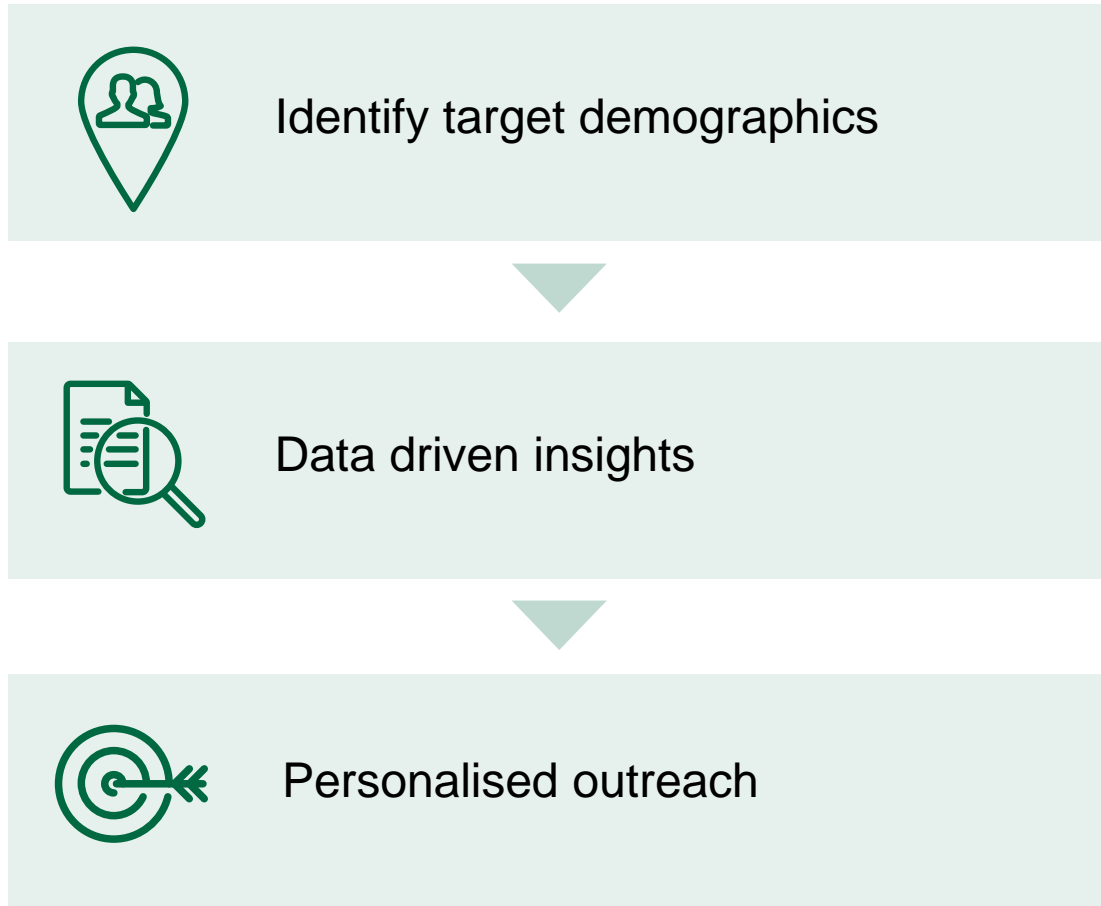 Identify target demographics
Data driven insights
Personalised outreach